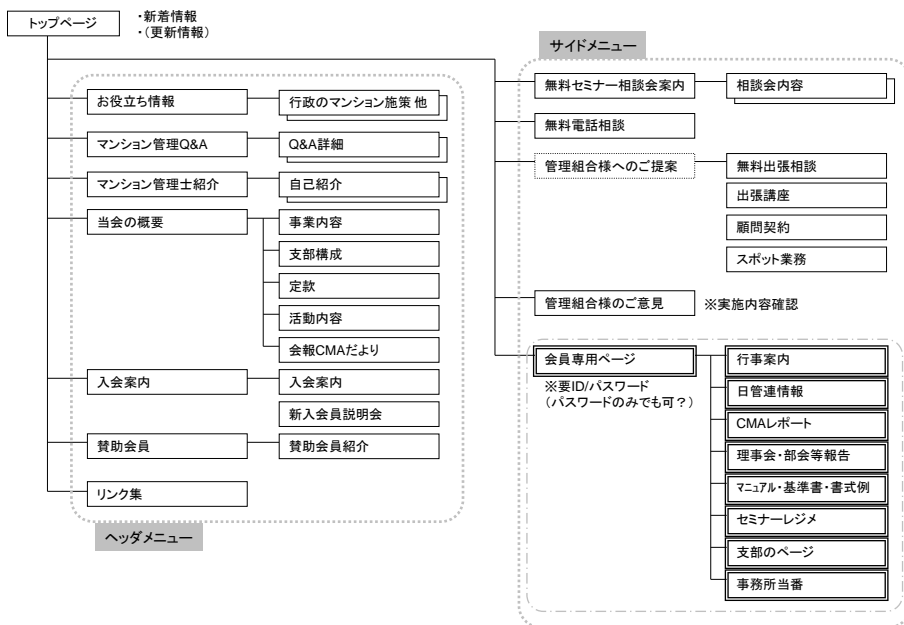 トップページ
・新着情報
・(更新情報)
お役立ち情報
行政のマンション施策 他
マンション管理Q&A
Q&A詳細
マンション管理士紹介
自己紹介
当会の概要
事業内容
支部構成
定款
活動内容
会報CMAだより
入会案内
入会案内
新入会員説明会
賛助会員
賛助会員紹介
リンク集
ヘッダメニュー
サイドメニュー
無料セミナー相談会案内
相談会内容
無料電話相談
管理組合様へのご提案
無料出張相談
出張講座
顧問契約
スポット業務
管理組合様のご意見
※実施内容確認
会員専用ページ
※要ID/パスワード
(パスワードのみでも可?)
行事案内
日管連情報
CMAレポート
理事会・部会等報告
マニュアル・基準書・書式例
セミナーレジメ
支部のページ
事務所当番